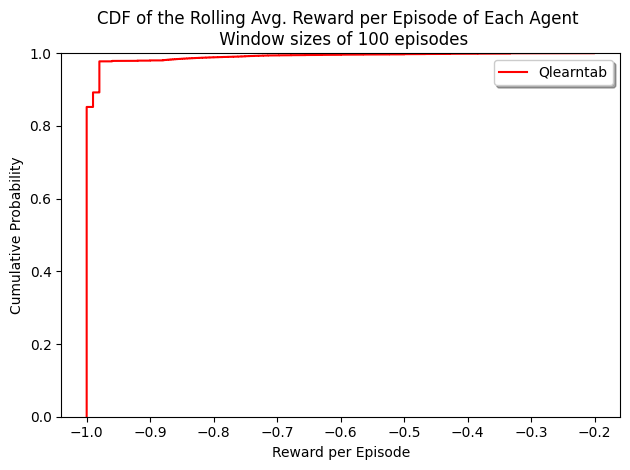 CDF of the Rolling Avg. Reward per Episode of Each Agent
Window sizes of 100 episodes
Qlearntab
Cumulative Probability
1.0
0.8
0.6
0.4
0.2
0.0
−1.0 −0.9 −0.8 −0.7 −0.6 −0.5 −0.4 −0.3 −0.2
Reward per Episode